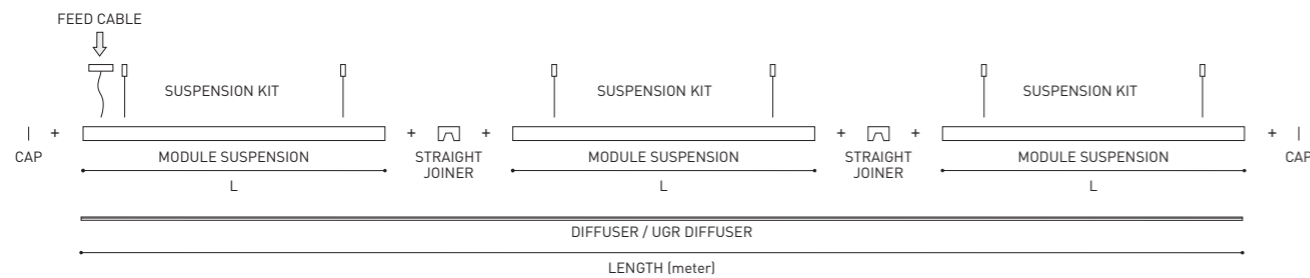 FEED CABLE
SUSPENSION KIT
SUSPENSION KIT
SUSPENSION KIT
+ + + + + +
CAP
MODULE SUSPENSION
STRAIGHT
JOINER
MODULE SUSPENSION
STRAIGHT
JOINER
MODULE SUSPENSION
CAP
L
L
L
DIFFUSER / UGR DIFFUSER
LENGTH (meter)